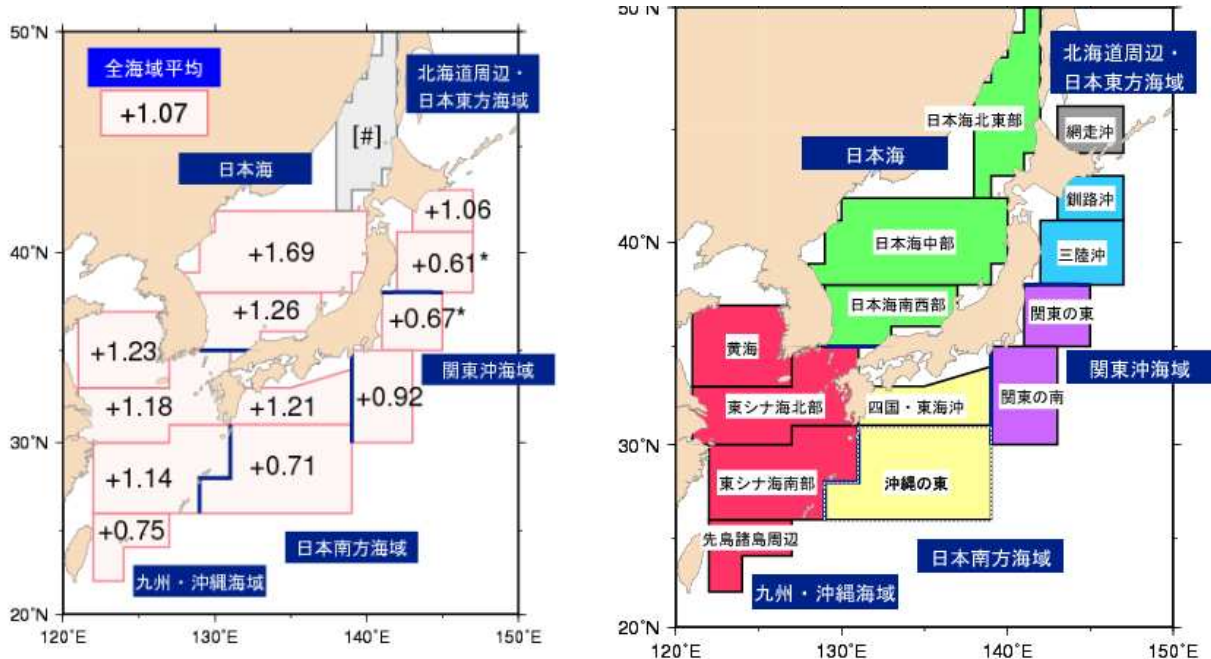 50°N
全海域平均
+1.07
北海道周辺・
日本東方海域
[#]
日本海
+1.06
+1.69
+0.61*
40°N
+1.26
+0.67*
+1.23
関東沖海域
+0.92
+1.18
+1.21
30°N
+1.14
+0.71
+0.75
日本南方海域
九州・沖縄海域
20°N
120°E
130°E
140°E
150°E
50°N
北海道周辺・
日本東方海域
日本海北東部
網走沖
日本海
釧路沖
日本海中部
三陸沖
40°N
日本海南西部
関東の東
黄海
関東沖海域
東シナ海北部
四国・東海沖
関東の南
30°N
東シナ海南部
沖縄の東
先島諸島周辺
日本南方海域
九州・沖縄海域
20°N
120°E
130°E
140°E
150°E